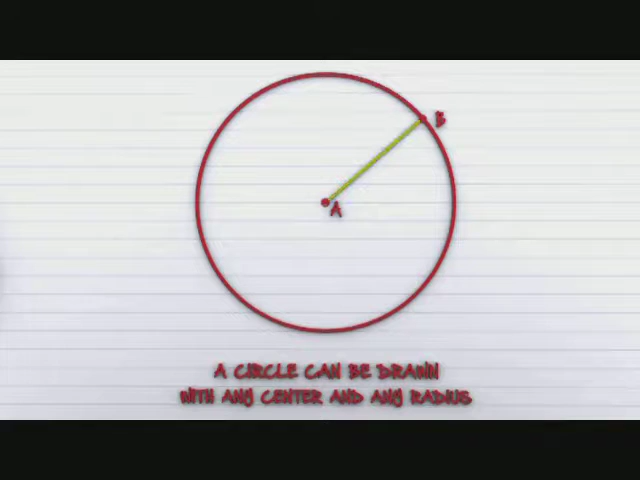 B
A
A CIRCLE CAN BE DRAWN
WITH ANY CENTER AND ANY RADIUS